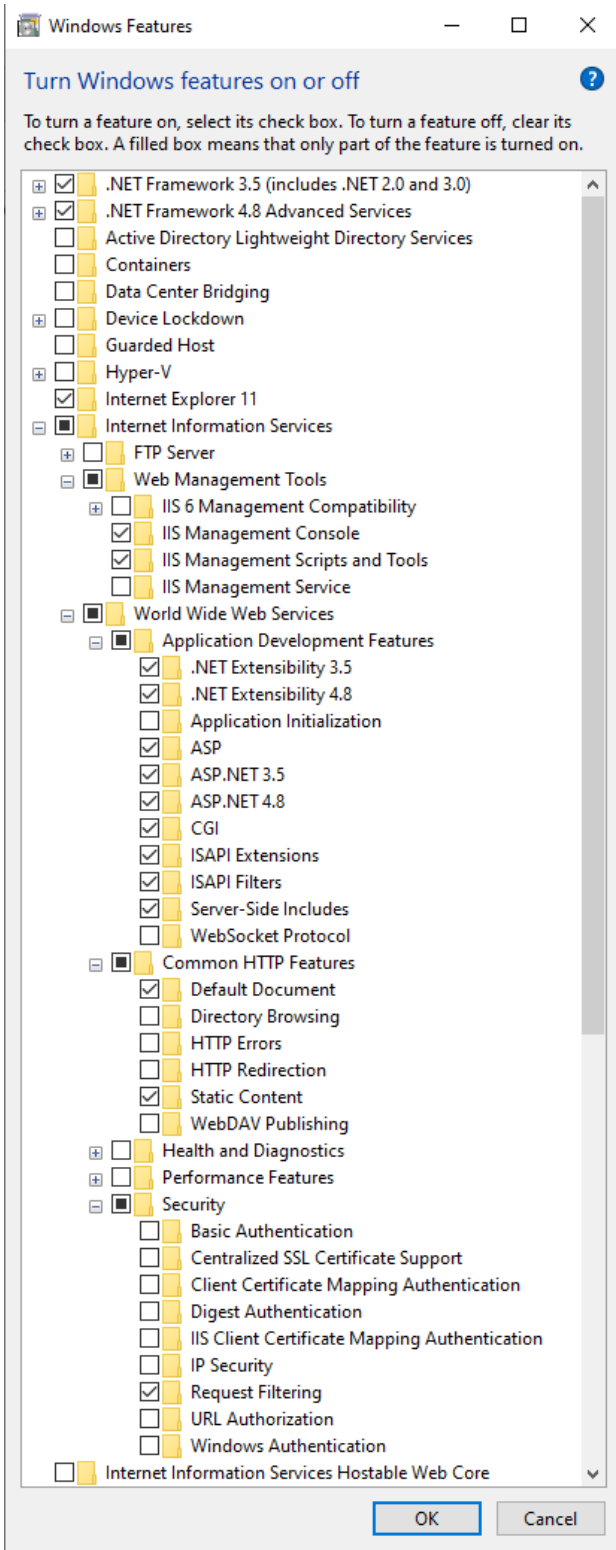 Windows Features
Turn Windows features on or off
To turn a feature on, select its check box. To turn a feature off, clear its
check box. A filled box means that only part of the feature is turned on.
.NET Framework 3.5 (includes .NET 2.0 and 3.0)
.NET Framework 4.8 Advanced Services
Active Directory Lightweight Directory Services
Containers
Data Center Bridging
Device Lockdown
Guarded Host
Hyper-V
Internet Explorer 11
Internet Information Services
FTP Server
Web Management Tools
IIS 6 Management Compatibility
IIS Management Console
IIS Management Scripts and Tools
IIS Management Service
World Wide Web Services
Application Development Features
.NET Extensibility 3.5
.NET Extensibility 4.8
Application Initialization
ASP
ASP.NET 3.5
ASP.NET 4.8
CGI
ISAPI Extensions
ISAPI Filters
Server-Side Includes
WebSocket Protocol
Common HTTP Features
Default Document
Directory Browsing
HTTP Errors
HTTP Redirection
Static Content
WebDAV Publishing
Health and Diagnostics
Performance Features
Security
Basic Authentication
Centralized SSL Certificate Support
Client Certificate Mapping Authentication
Digest Authentication
IIS Client Certificate Mapping Authentication
IP Security
Request Filtering
URL Authorization
Windows Authentication
Internet Information Services Hostable Web Core
OK Cancel